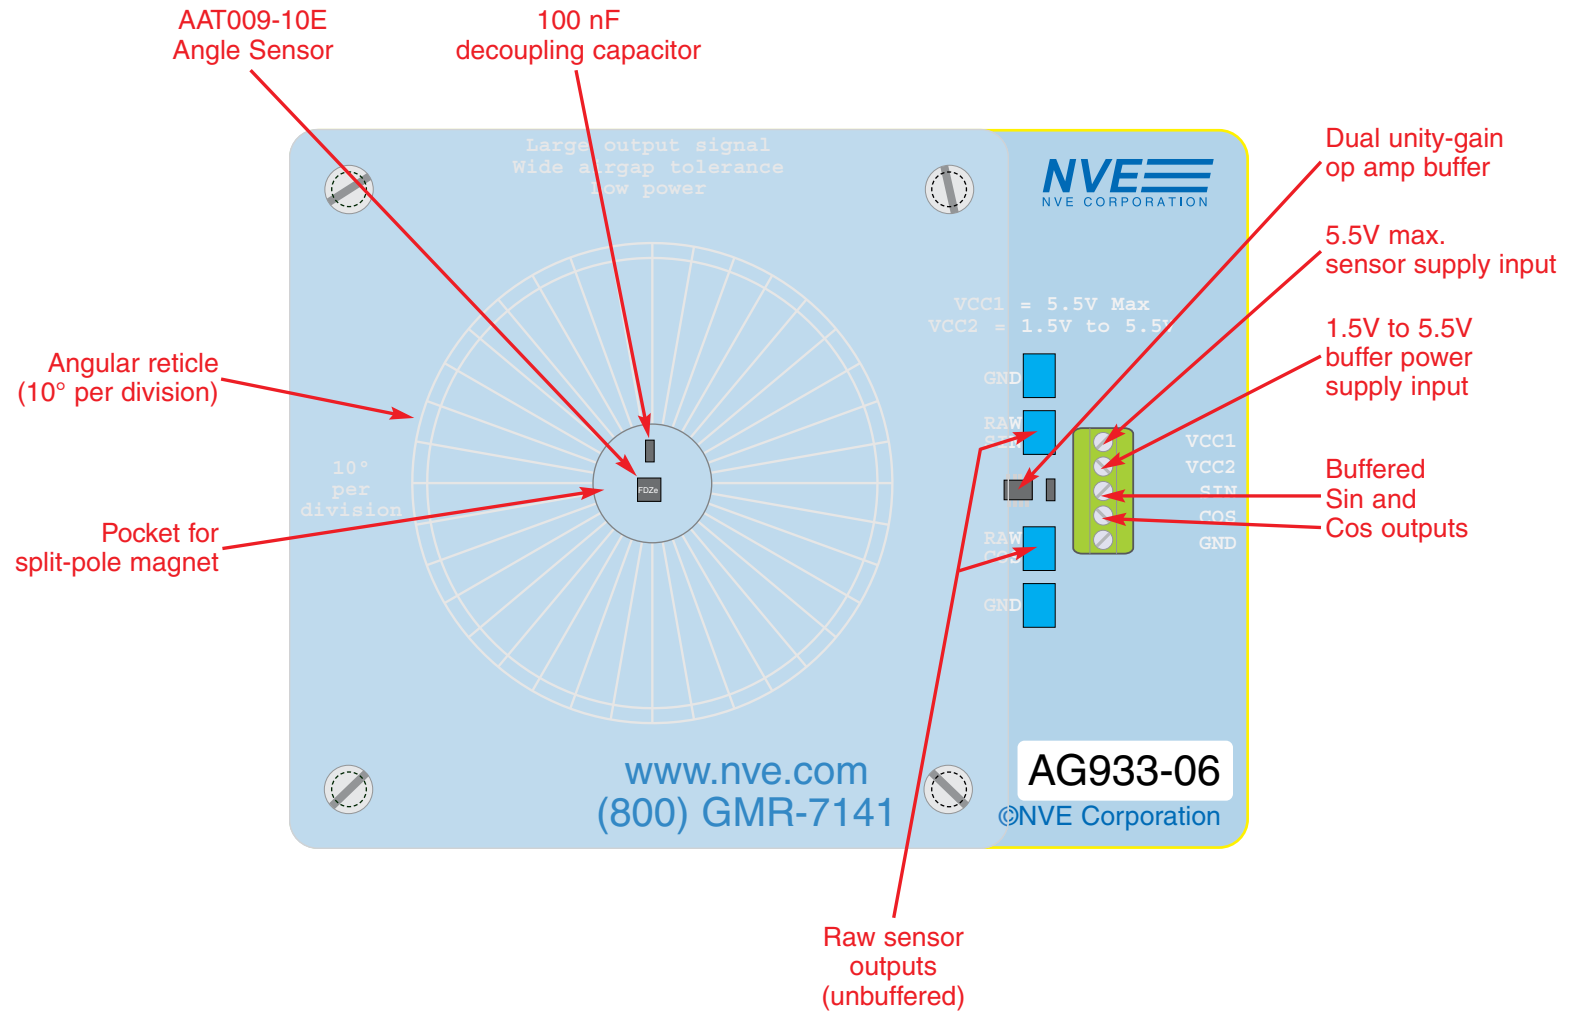 AAT009-10E
Angle Sensor
100 nF
decoupling capacitor
Large output signal
Wide airgap tolerance
Low power
NVE
NVE CORPORATION
Dual unity-gain
op amp buffer
5.5V max.
sensor supply input
VCC1 = 5.5V Max
VCC2 = 1.5V to 5.5V
1.5V to 5.5V
buffer power
supply input
Angular reticle
(10° per division)
GND
RAW
SIN
VCC1
VCC2
SIN
COS
GND
10°
per
division
FDZe
Buffered
Sin and
Cos outputs
Pocket for
split-pole magnet
RAW
COS
GND
www.nve.com
(800) GMR-7141
AG933-06
©NVE Corporation
Raw sensor
outputs
(unbuffered)